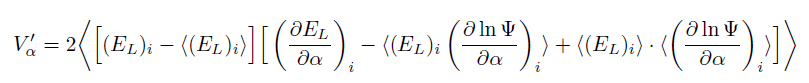 V'_α = 2⟨[(E_L)_i − ⟨(E_L)_i⟩][(∂E_L/∂α)_i − ⟨(E_L)_i (∂ ln Ψ/∂α)_i⟩ + ⟨(E_L)_i⟩ · ⟨(∂ ln Ψ/∂α)_i⟩]⟩